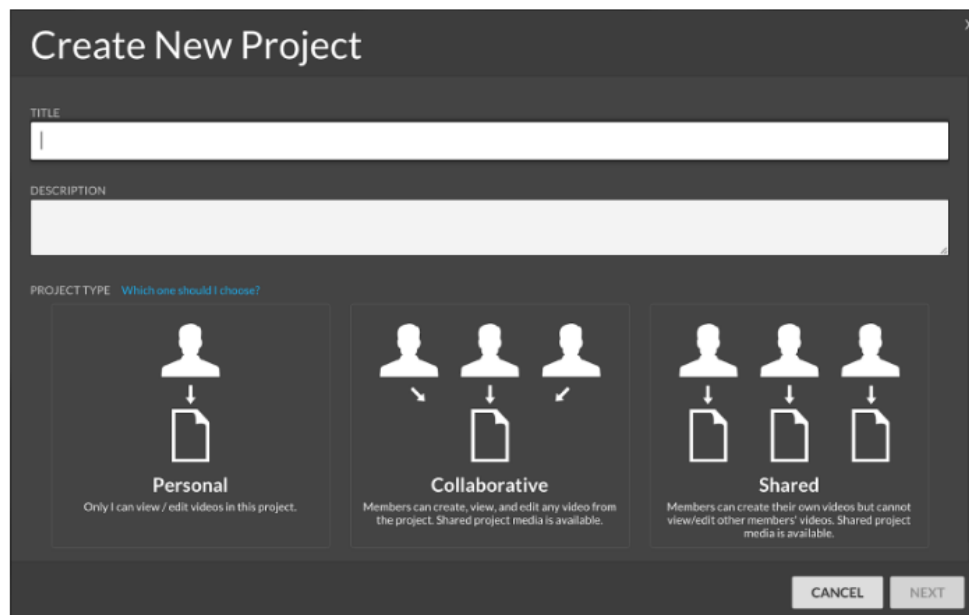 Create New Project
TITLE
DESCRIPTION
PROJECT TYPE Which one should I choose?
Personal
Only I can view / edit videos in this project.
Collaborative
Members can create, view, and edit any video from
the project. Shared project media is available.
Shared
Members can create their own videos but cannot
view/edit other members' videos. Shared project
media is available.
CANCEL NEXT